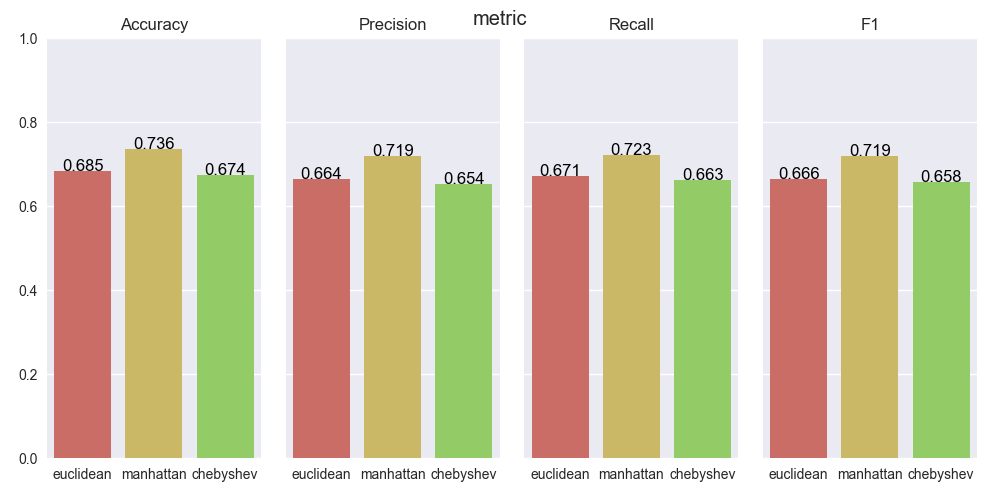 metric
Accuracy Precision Recall F1
1.0
0.8
0.6
0.4
0.2
0.0
0.685 0.736 0.674
0.664 0.719 0.654
0.671 0.723 0.663
0.666 0.719 0.658
euclidean manhattan chebyshev
euclidean manhattan chebyshev
euclidean manhattan chebyshev
euclidean manhattan chebyshev